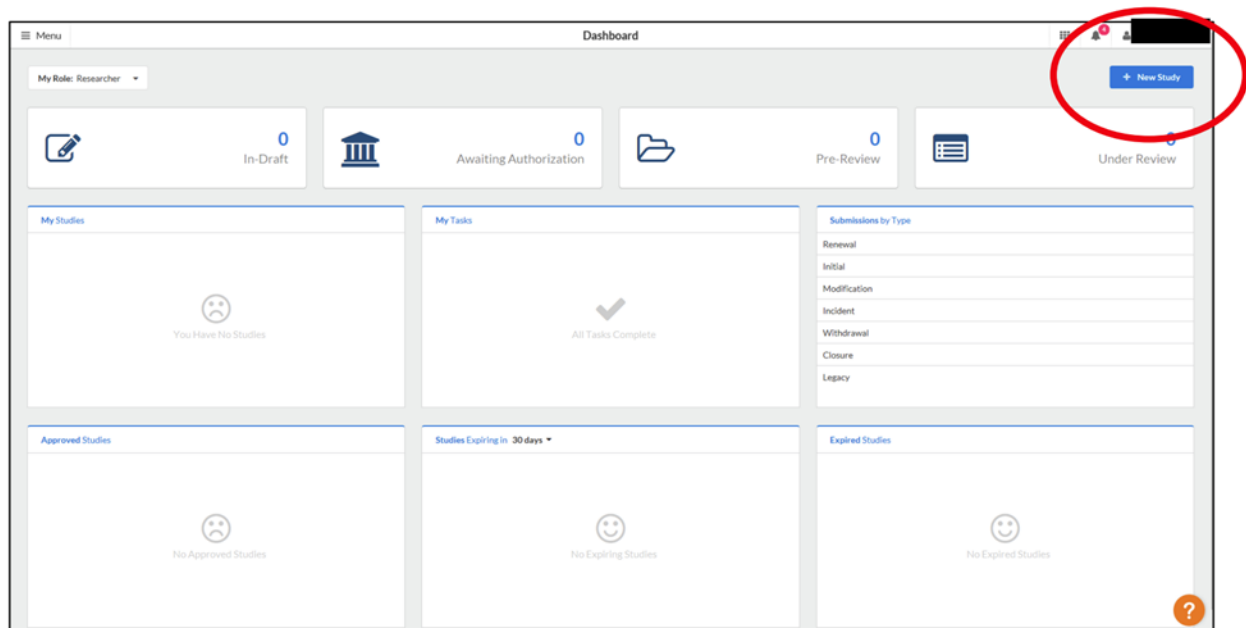 Menu
Dashboard
4
My Role: Researcher
+ New Study
0
In-Draft
0
Awaiting Authorization
0
Pre-Review
0
Under Review
My Studies
You Have No Studies
My Tasks
All Tasks Complete
Submissions by Type
Renewal
Initial
Modification
Incident
Withdrawal
Closure
Legacy
Approved Studies
No Approved Studies
Studies Expiring in 30 days
No Expiring Studies
Expired Studies
No Expired Studies
?